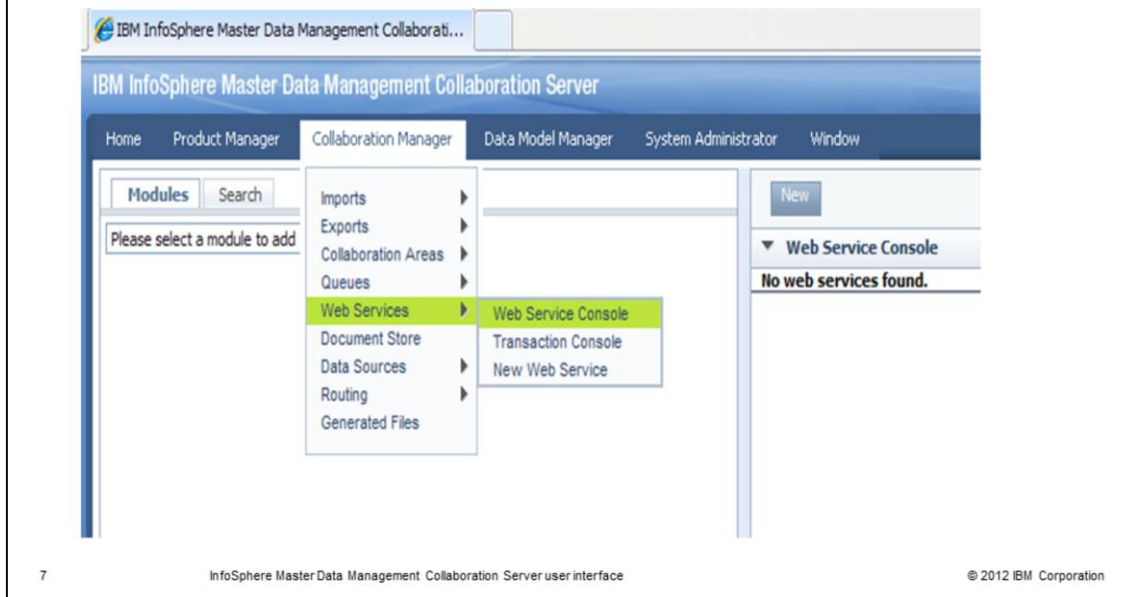 IBM InfoSphere Master Data Management Collaborati...
IBM InfoSphere Master Data Management Collaboration Server
Home Product Manager Collaboration Manager Data Model Manager System Administrator Window
Modules Search
Please select a module to add
Imports
Exports
Collaboration Areas
Queues
Web Services
Document Store
Data Sources
Routing
Generated Files
Web Service Console
Transaction Console
New Web Service
New
Web Service Console
No web services found.
7 InfoSphere Master Data Management Collaboration Server user interface © 2012 IBM Corporation